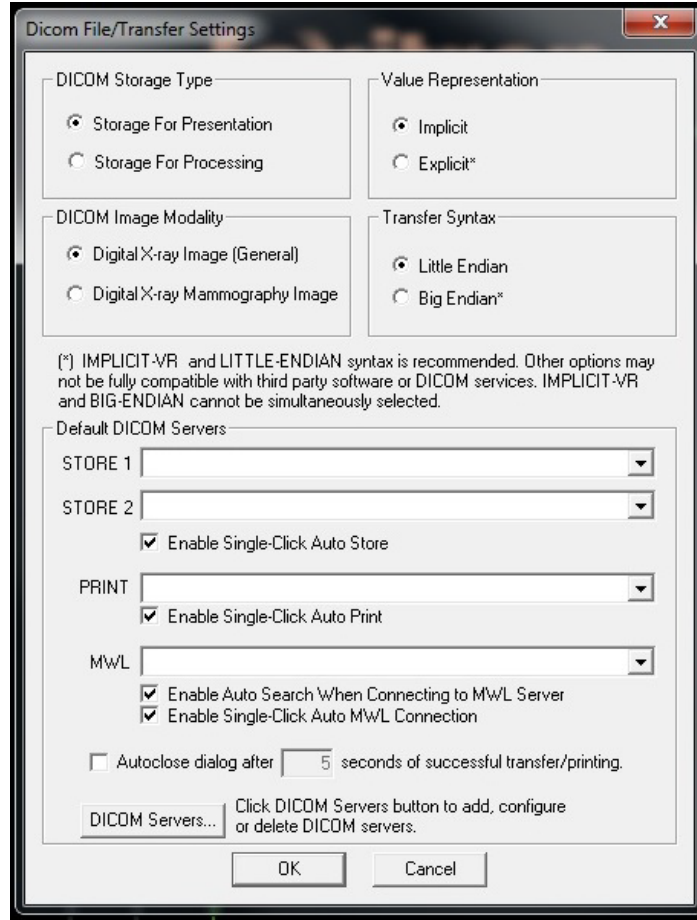 Dicom File/Transfer Settings
DICOM Storage Type
Storage For Presentation
Storage For Processing
Value Representation
Implicit
Explicit*
DICOM Image Modality
Digital X-ray Image (General)
Digital X-ray Mammography Image
Transfer Syntax
Little Endian
Big Endian*
(*) IMPLICIT-VR and LITTLE-ENDIAN syntax is recommended. Other options may
not be fully compatible with third party software or DICOM services. IMPLICIT-VR
and BIG-ENDIAN cannot be simultaneously selected.
Default DICOM Servers
STORE 1
STORE 2
Enable Single-Click Auto Store
PRINT
Enable Single-Click Auto Print
MWL
Enable Auto Search When Connecting to MWL Server
Enable Single-Click Auto MWL Connection
Autoclose dialog after 5 seconds of successful transfer/printing.
DICOM Servers...
Click DICOM Servers button to add, configure
or delete DICOM servers.
OK
Cancel